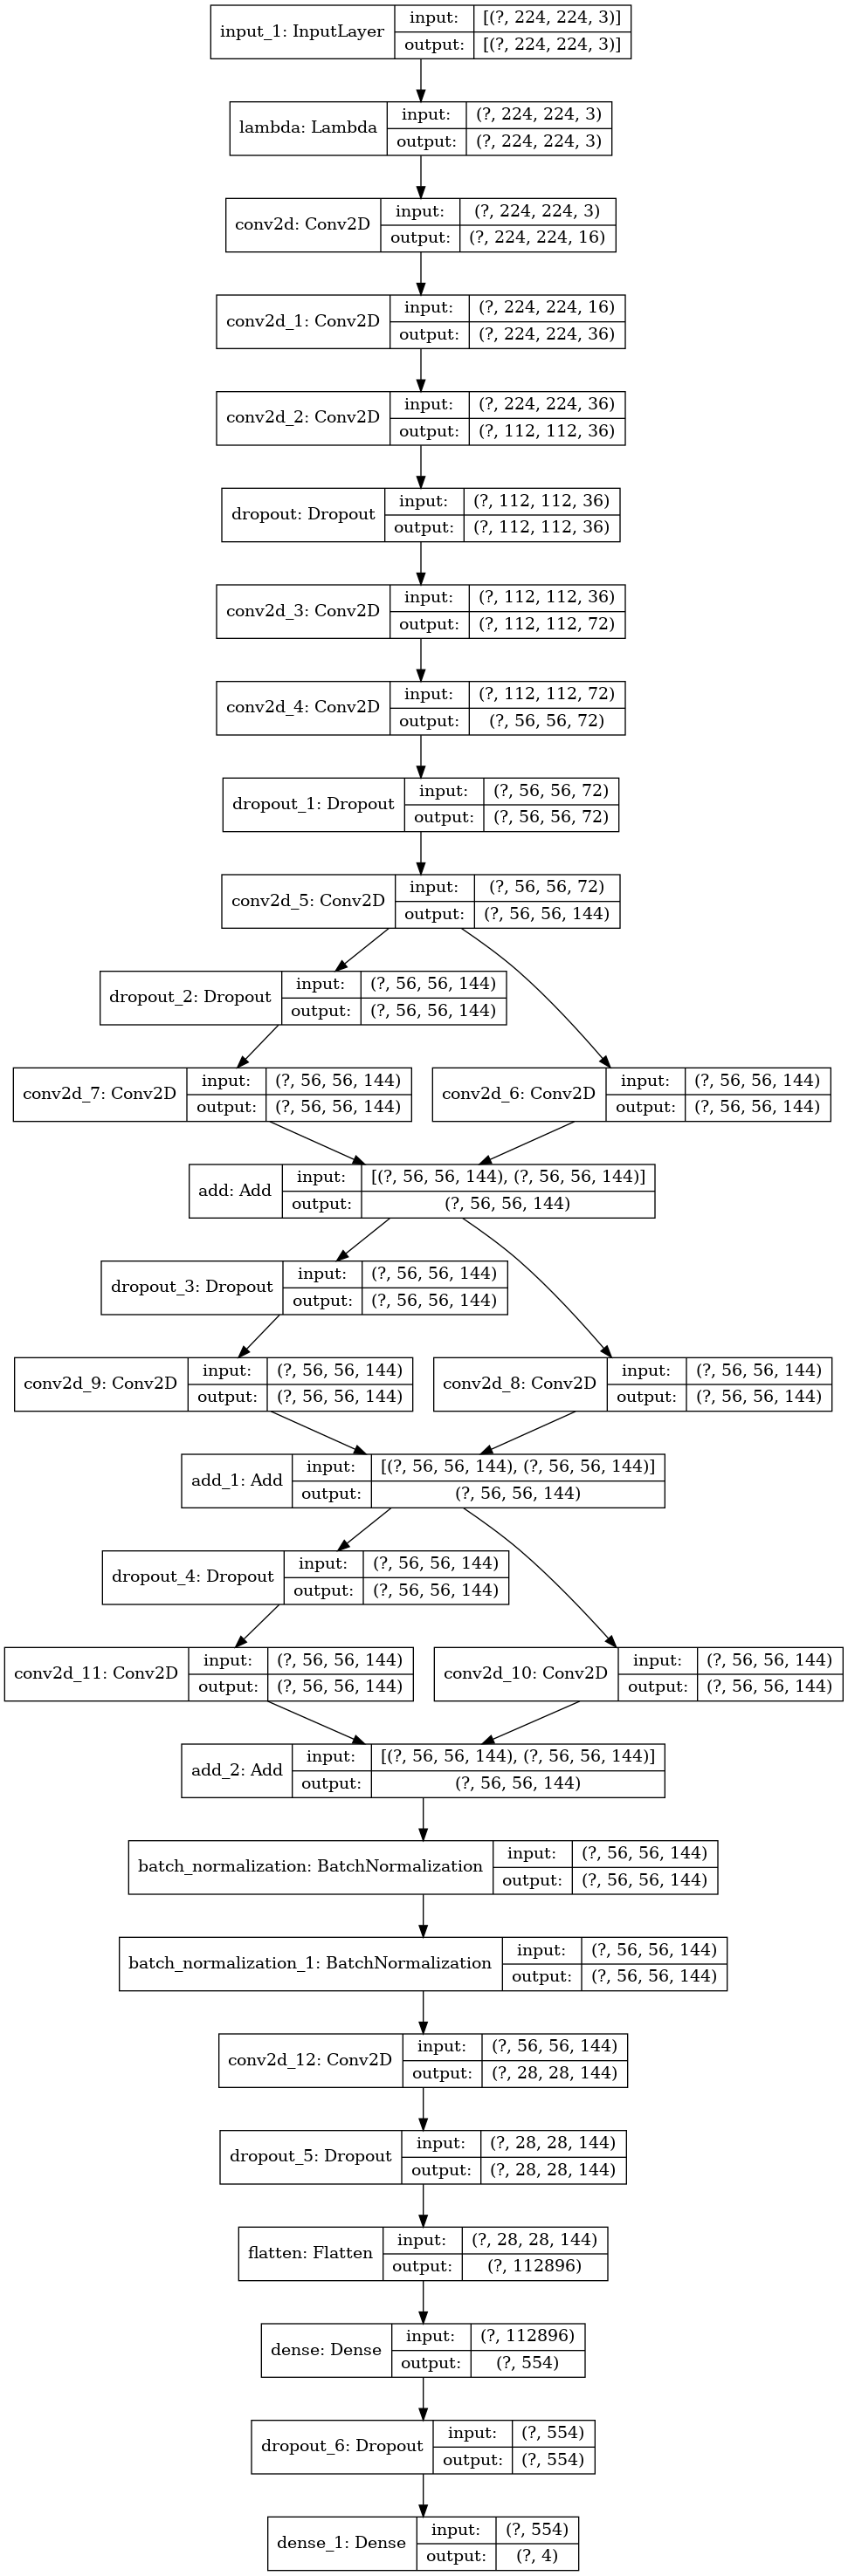 input_1: InputLayer
input: [(?, 224, 224, 3)]
output: [(?, 224, 224, 3)]
lambda: Lambda
input: (?, 224, 224, 3)
output: (?, 224, 224, 3)
conv2d: Conv2D
input: (?, 224, 224, 3)
output: (?, 224, 224, 16)
conv2d_1: Conv2D
input: (?, 224, 224, 16)
output: (?, 224, 224, 36)
conv2d_2: Conv2D
input: (?, 224, 224, 36)
output: (?, 112, 112, 36)
dropout: Dropout
input: (?, 112, 112, 36)
output: (?, 112, 112, 36)
conv2d_3: Conv2D
input: (?, 112, 112, 36)
output: (?, 112, 112, 72)
conv2d_4: Conv2D
input: (?, 112, 112, 72)
output: (?, 56, 56, 72)
dropout_1: Dropout
input: (?, 56, 56, 72)
output: (?, 56, 56, 72)
conv2d_5: Conv2D
input: (?, 56, 56, 72)
output: (?, 56, 56, 144)
dropout_2: Dropout
input: (?, 56, 56, 144)
output: (?, 56, 56, 144)
conv2d_7: Conv2D
input: (?, 56, 56, 144)
output: (?, 56, 56, 144)
conv2d_6: Conv2D
input: (?, 56, 56, 144)
output: (?, 56, 56, 144)
add: Add
input: [(?, 56, 56, 144), (?, 56, 56, 144)]
output: (?, 56, 56, 144)
dropout_3: Dropout
input: (?, 56, 56, 144)
output: (?, 56, 56, 144)
conv2d_9: Conv2D
input: (?, 56, 56, 144)
output: (?, 56, 56, 144)
conv2d_8: Conv2D
input: (?, 56, 56, 144)
output: (?, 56, 56, 144)
add_1: Add
input: [(?, 56, 56, 144), (?, 56, 56, 144)]
output: (?, 56, 56, 144)
dropout_4: Dropout
input: (?, 56, 56, 144)
output: (?, 56, 56, 144)
conv2d_11: Conv2D
input: (?, 56, 56, 144)
output: (?, 56, 56, 144)
conv2d_10: Conv2D
input: (?, 56, 56, 144)
output: (?, 56, 56, 144)
add_2: Add
input: [(?, 56, 56, 144), (?, 56, 56, 144)]
output: (?, 56, 56, 144)
batch_normalization: BatchNormalization
input: (?, 56, 56, 144)
output: (?, 56, 56, 144)
batch_normalization_1: BatchNormalization
input: (?, 56, 56, 144)
output: (?, 56, 56, 144)
conv2d_12: Conv2D
input: (?, 56, 56, 144)
output: (?, 28, 28, 144)
dropout_5: Dropout
input: (?, 28, 28, 144)
output: (?, 28, 28, 144)
flatten: Flatten
input: (?, 28, 28, 144)
output: (?, 112896)
dense: Dense
input: (?, 112896)
output: (?, 554)
dropout_6: Dropout
input: (?, 554)
output: (?, 554)
dense_1: Dense
input: (?, 554)
output: (?, 4)